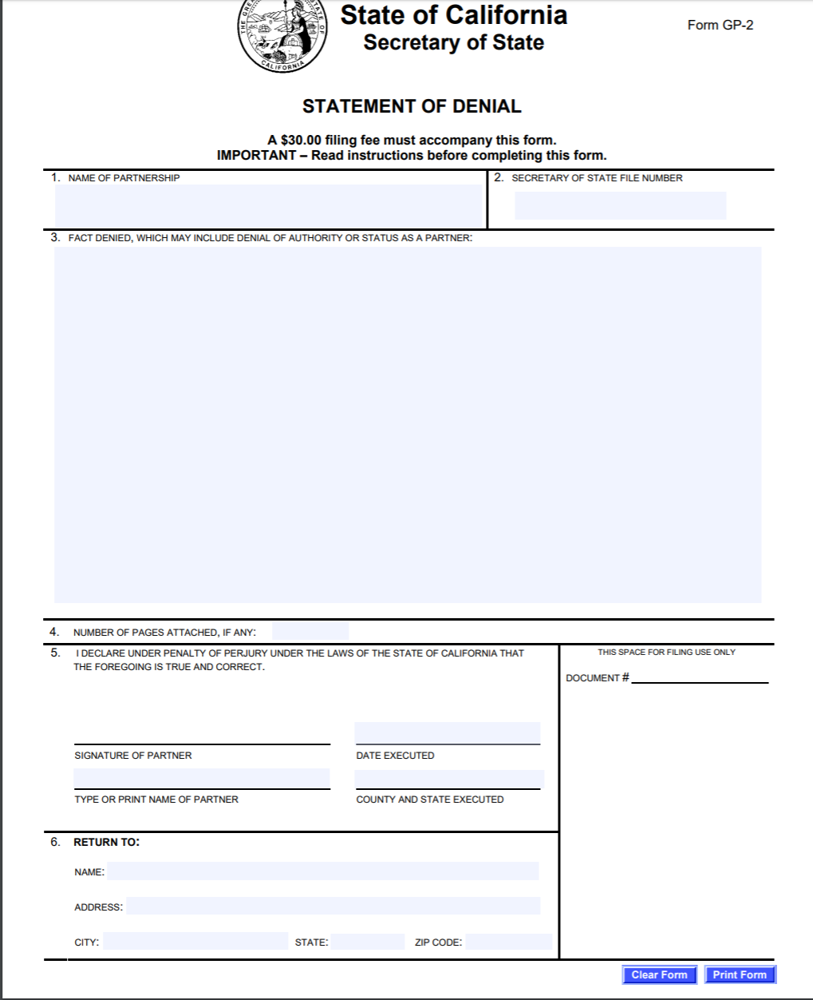 THE GRE
STATE OF
CALIFORNIA
State of California
Secretary of State
Form GP-2
STATEMENT OF DENIAL
A $30.00 filing fee must accompany this form.
IMPORTANT – Read instructions before completing this form.
1. NAME OF PARTNERSHIP
2. SECRETARY OF STATE FILE NUMBER
3. FACT DENIED, WHICH MAY INCLUDE DENIAL OF AUTHORITY OR STATUS AS A PARTNER:
4. NUMBER OF PAGES ATTACHED, IF ANY:
5. I DECLARE UNDER PENALTY OF PERJURY UNDER THE LAWS OF THE STATE OF CALIFORNIA THAT
THE FOREGOING IS TRUE AND CORRECT.
THIS SPACE FOR FILING USE ONLY
DOCUMENT #
SIGNATURE OF PARTNER
DATE EXECUTED
TYPE OR PRINT NAME OF PARTNER
COUNTY AND STATE EXECUTED
6. RETURN TO:
NAME:
ADDRESS:
CITY:
STATE:
ZIP CODE:
Clear Form
Print Form